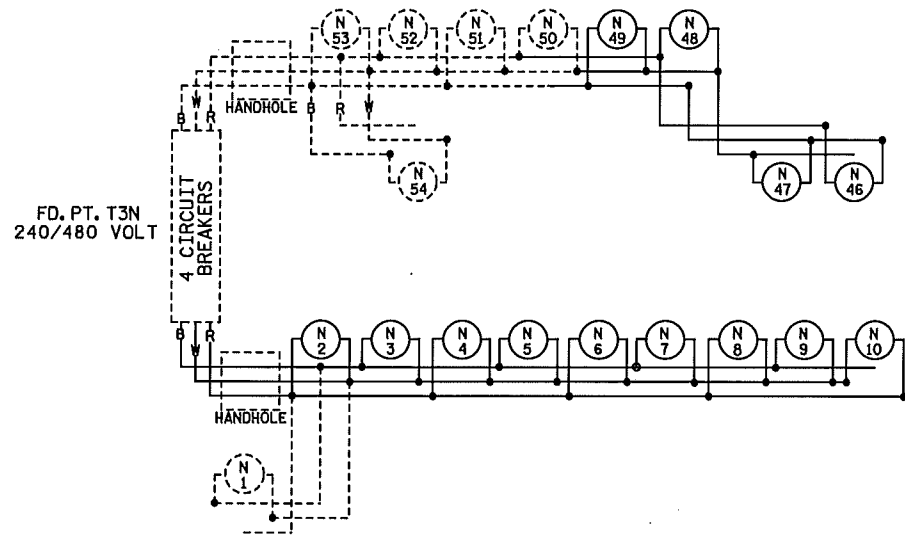 N 53
N 52
N 51
N 50
N 49
N 48
HANDHOLE
B W R
B R W
N 54
N 47
N 46
FD. PT. T3N
240/480 VOLT
4 CIRCUIT
BREAKERS
B W R
N 2
N 3
N 4
N 5
N 6
N 7
N 8
N 9
N 10
HANDHOLE
N 1